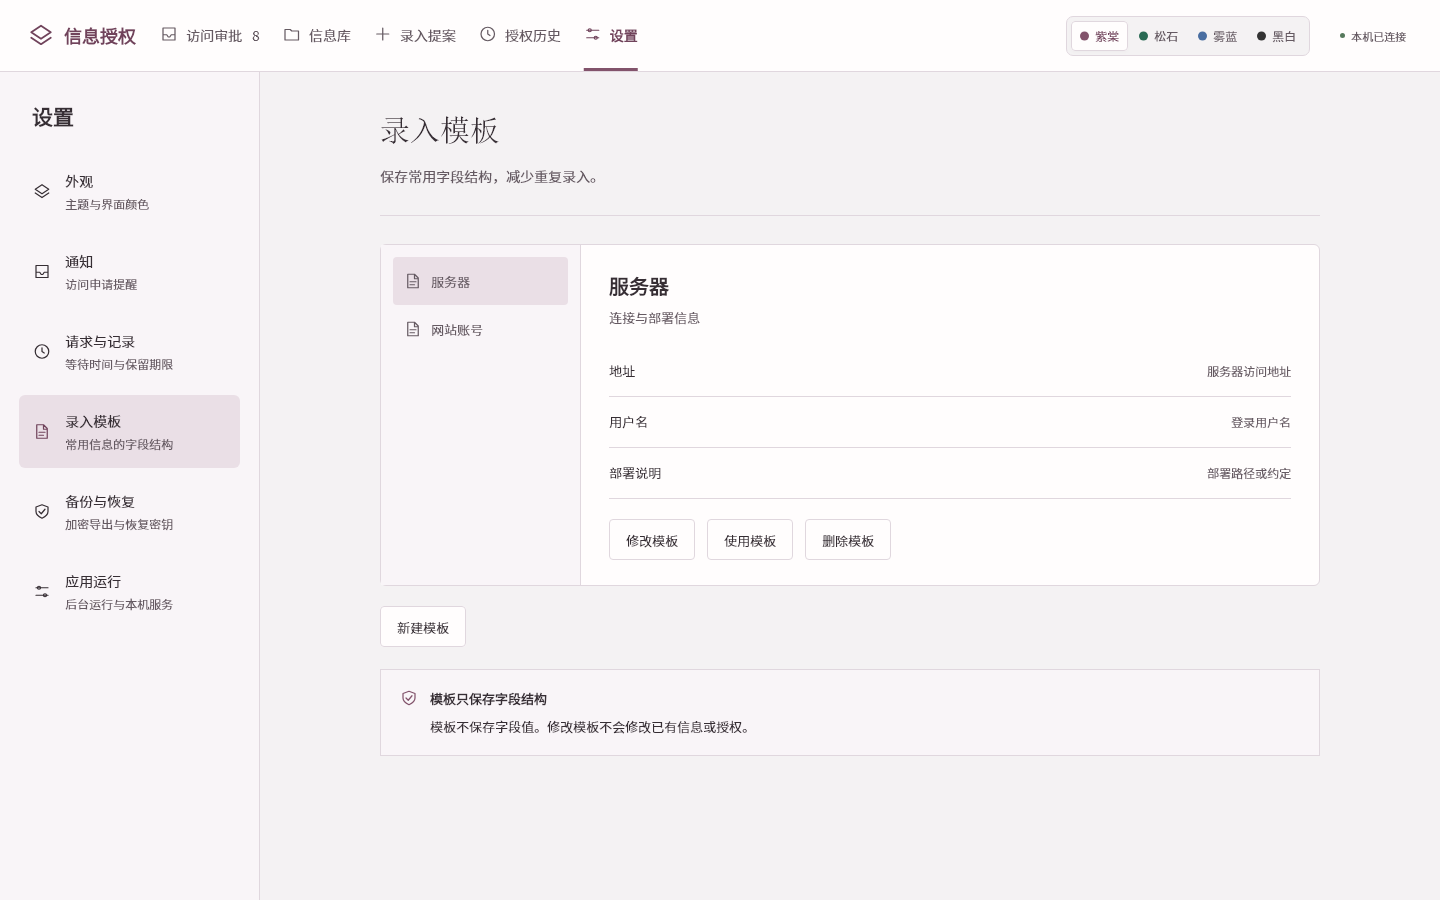 信息授权
访问审批 8
信息库
录入提案
授权历史
设置
紫棠
松石
雾蓝
黑白
本机已连接
设置
外观
主题与界面颜色
通知
访问申请提醒
请求与记录
等待时间与保留期限
录入模板
常用信息的字段结构
备份与恢复
加密导出与恢复密钥
应用运行
后台运行与本机服务
录入模板
保存常用字段结构，减少重复录入。
服务器
网站账号
服务器
连接与部署信息
地址 服务器访问地址
用户名 登录用户名
部署说明 部署路径或约定
修改模板 使用模板 删除模板
新建模板
模板只保存字段结构
模板不保存字段值。修改模板不会修改已有信息或授权。